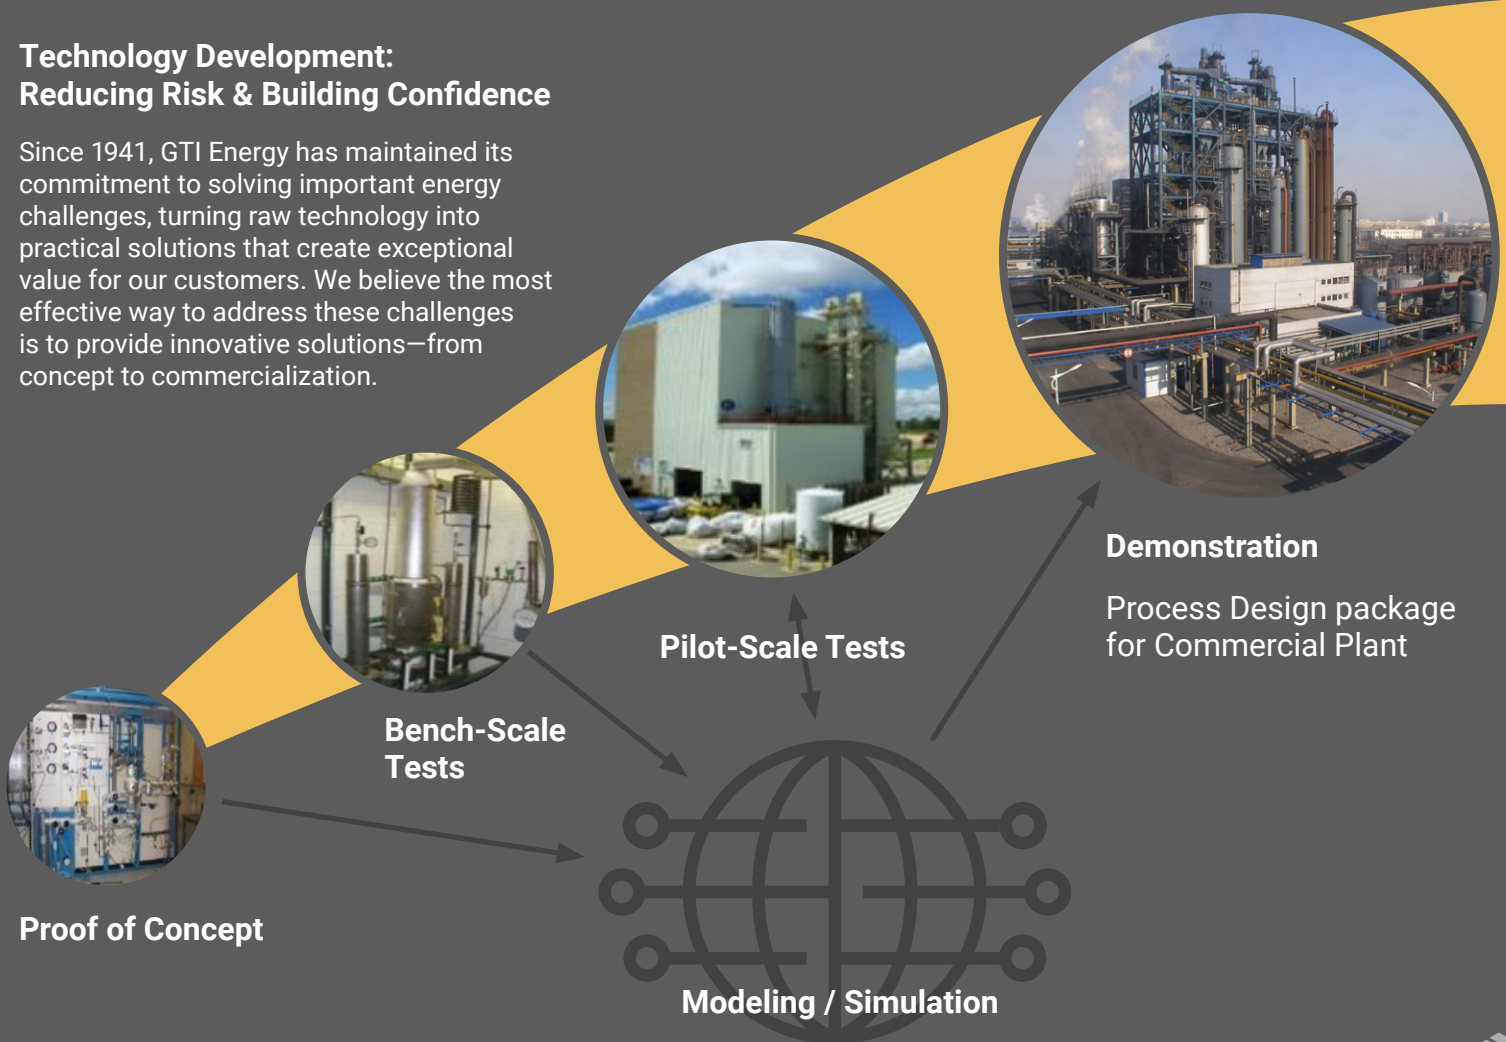 Technology Development:
Reducing Risk & Building Confidence
Since 1941, GTI Energy has maintained its
commitment to solving important energy
challenges, turning raw technology into
practical solutions that create exceptional
value for our customers. We believe the most
effective way to address these challenges
is to provide innovative solutions—from
concept to commercialization.
Demonstration
Process Design package
for Commercial Plant
Pilot-Scale Tests
Bench-Scale
Tests
Proof of Concept
Modeling / Simulation